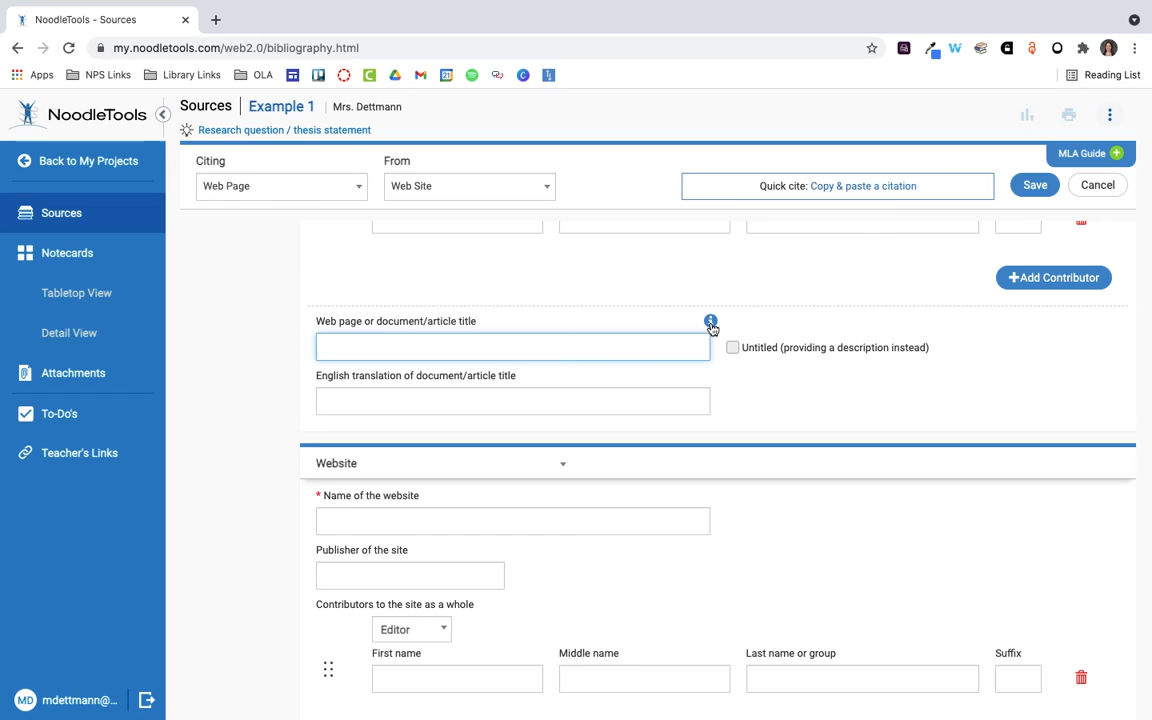 NoodleTools - Sources
my.noodletools.com/web2.0/bibliography.html
Apps NPS Links Library Links OLA Reading List
NoodleTools
Sources Example 1 Mrs. Dettmann
Research question / thesis statement
MLA Guide
Back to My Projects
Sources
Notecards
Tabletop View
Detail View
Attachments
To-Do's
Teacher's Links
MD mdettmann@...
Citing From
Web Page Web Site Quick cite: Copy & paste a citation Save Cancel
Add Contributor
Web page or document/article title
Untitled (providing a description instead)
English translation of document/article title
Website
* Name of the website
Publisher of the site
Contributors to the site as a whole
Editor
First name Middle name Last name or group Suffix